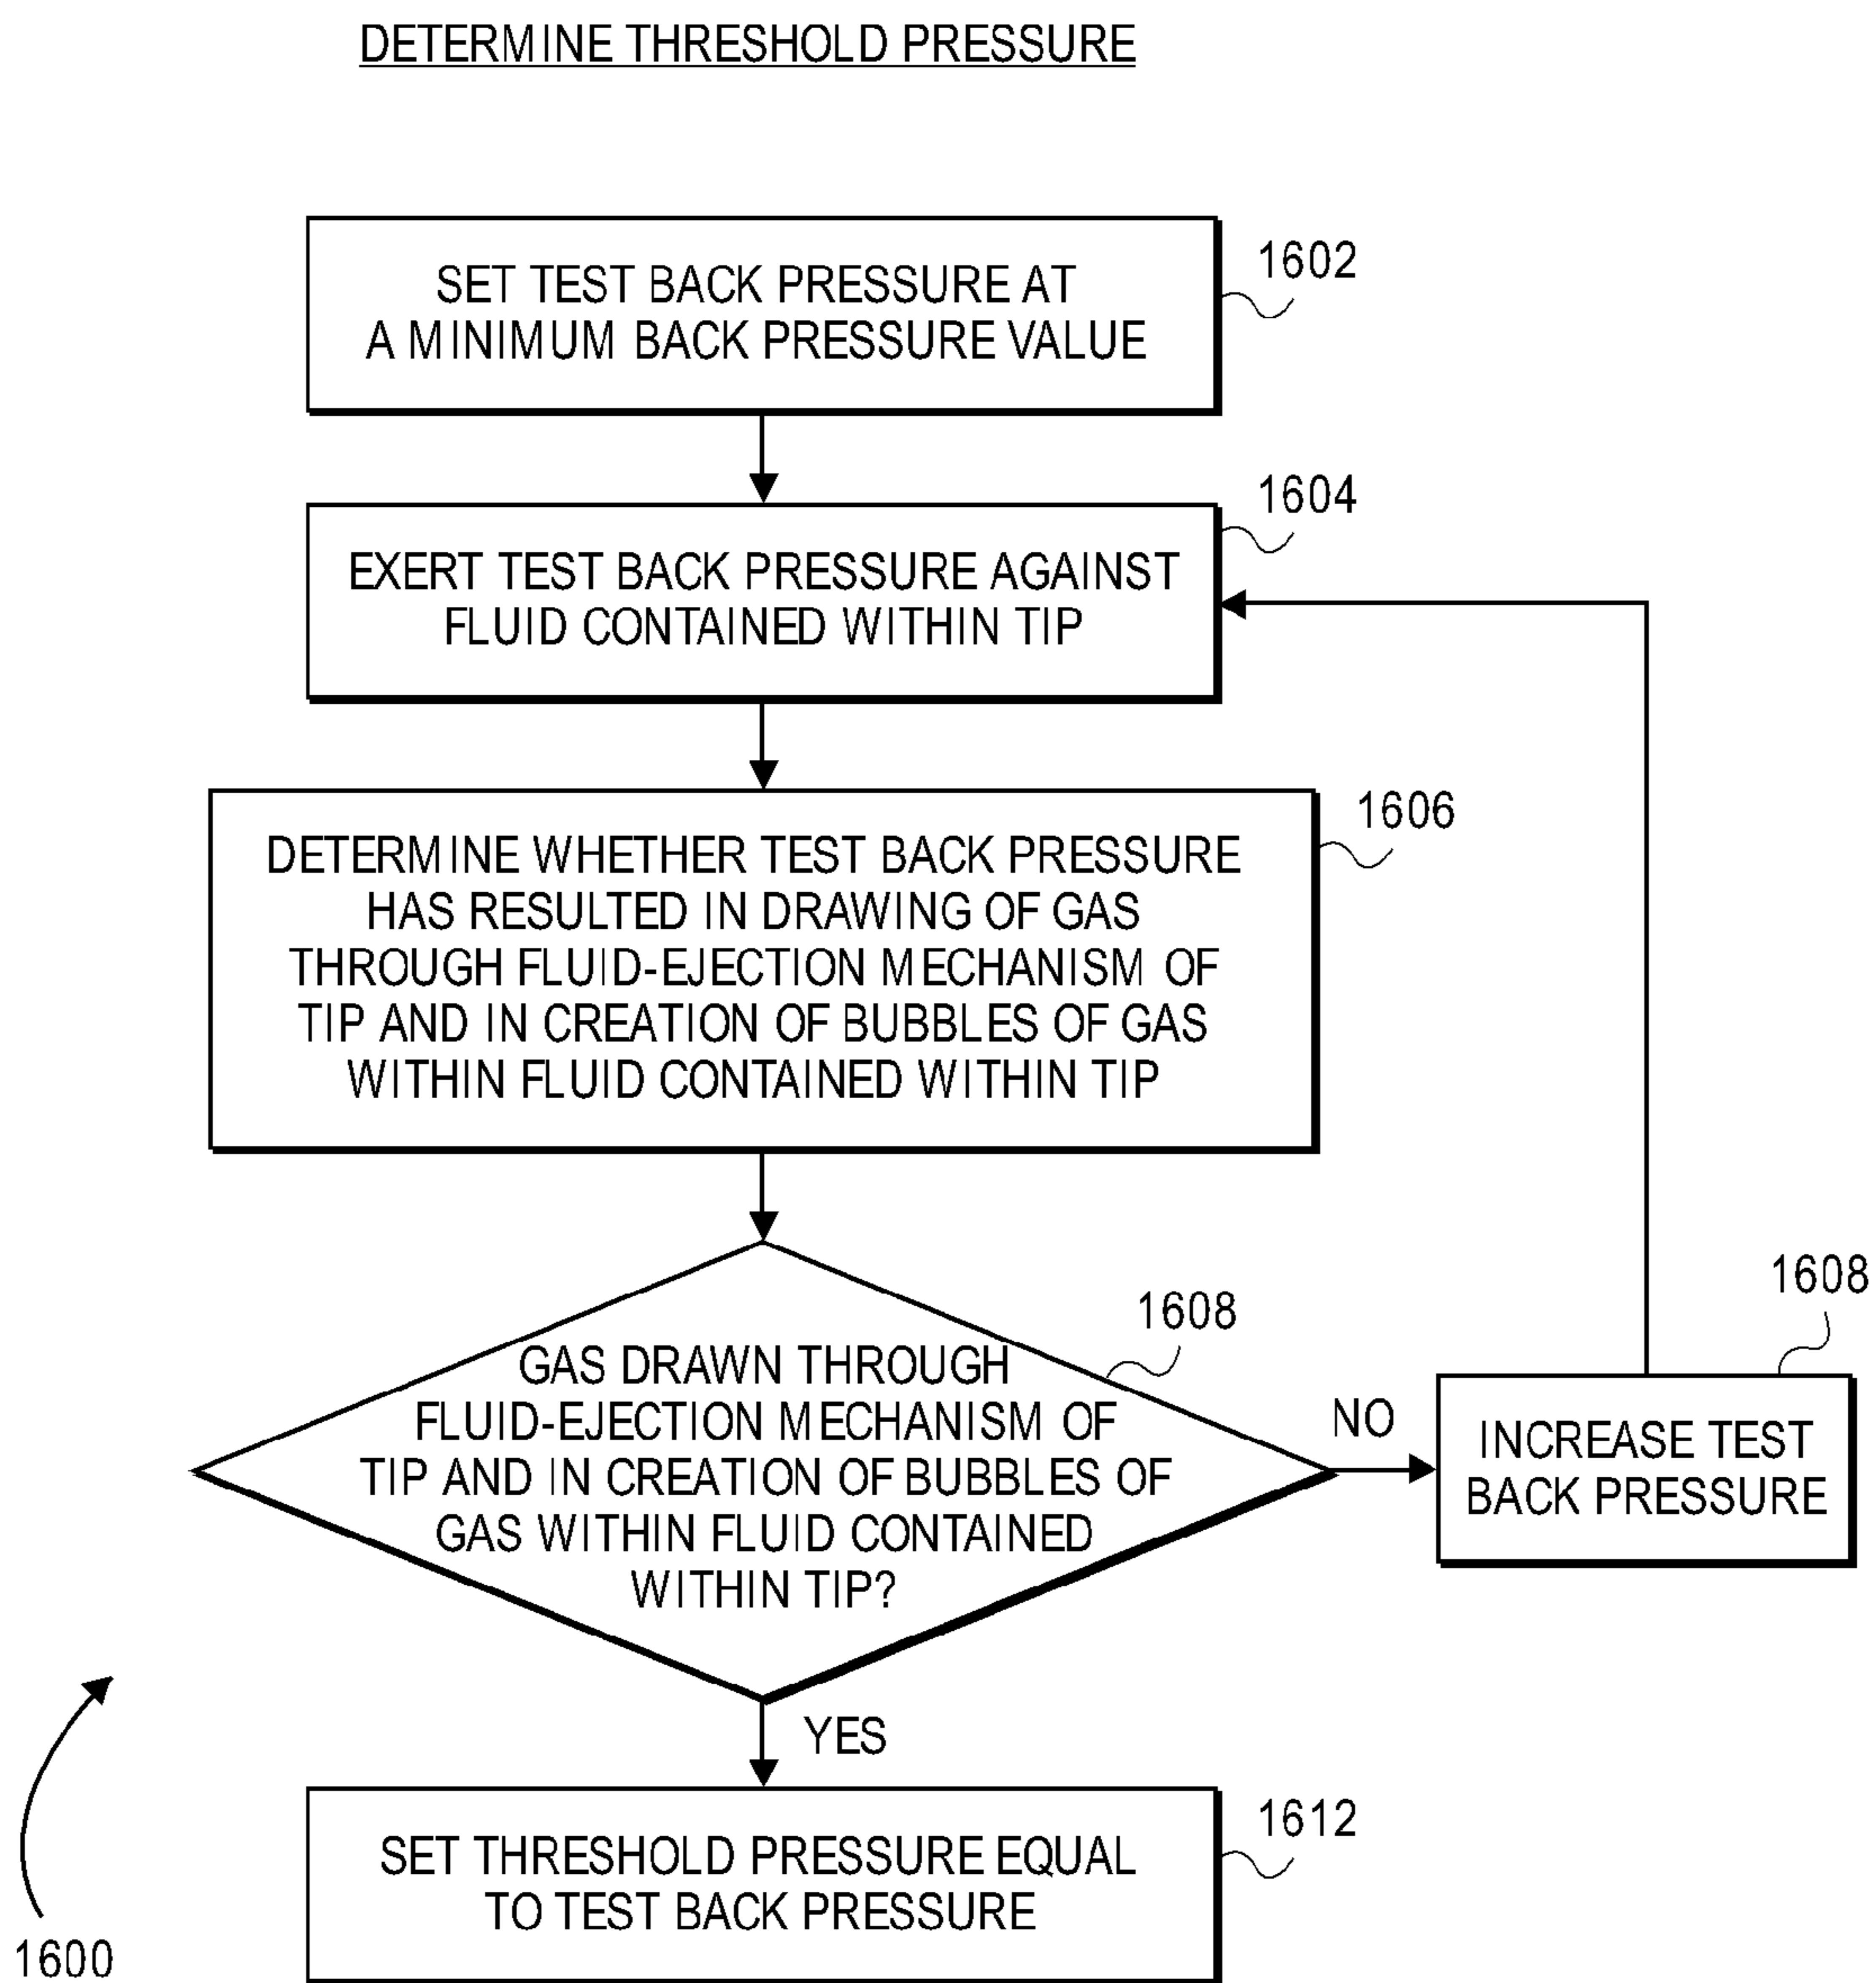 DETERMINE THRESHOLD PRESSURE
1602
SET TEST BACK PRESSURE AT
A MINIMUM BACK PRESSURE VALUE
1604
EXERT TEST BACK PRESSURE AGAINST
FLUID CONTAINED WITHIN TIP
1606
DETERMINE WHETHER TEST BACK PRESSURE
HAS RESULTED IN DRAWING OF GAS
THROUGH FLUID-EJECTION MECHANISM OF
TIP AND IN CREATION OF BUBBLES OF GAS
WITHIN FLUID CONTAINED WITHIN TIP
1608
GAS DRAWN THROUGH
FLUID-EJECTION MECHANISM OF
TIP AND IN CREATION OF BUBBLES OF
GAS WITHIN FLUID CONTAINED
WITHIN TIP?
NO
1608
INCREASE TEST
BACK PRESSURE
YES
1612
SET THRESHOLD PRESSURE EQUAL
TO TEST BACK PRESSURE
1600